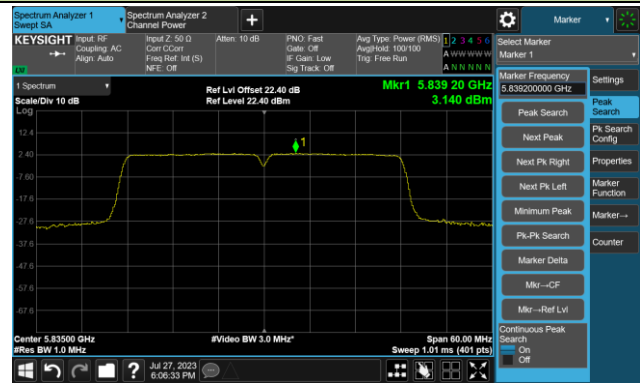 Spectrum Analyzer 1
Swept SA
Spectrum Analyzer 2
Channel Power
+
Marker
KEYSIGHT
Input: RF
Coupling: AC
Align: Auto
Input Z: 50 Ω
Corr CCorr
Freq Ref: Int (S)
NFE: Off
Atten: 10 dB
PNO: Fast
Gate: Off
IF Gain: Low
Sig Track: Off
Avg Type: Power (RMS)
Avg|Hold: 100/100
Trig: Free Run
1 2 3 4 5 6
A W W W W W
A N N N N N
LW
Select Marker
Marker 1
1 Spectrum
Scale/Div 10 dB
Ref Lvl Offset 22.40 dB
Ref Level 22.40 dBm
Mkr1 5.839 20 GHz
3.140 dBm
Log
12.4
2.40
-7.60
-17.6
-27.6
-37.6
-47.6
-57.6
-67.6
1
Center 5.83500 GHz
#Res BW 1.0 MHz
#Video BW 3.0 MHz*
Span 60.00 MHz
Sweep 1.01 ms (401 pts)
Marker Frequency
5.839200000 GHz
Peak Search
Next Peak
Next Pk Right
Next Pk Left
Minimum Peak
Pk-Pk Search
Marker Delta
Mkr→CF
Mkr→Ref Lvl
Continuous Peak
Search
On
Off
Settings
Peak
Search
Pk Search
Config
Properties
Marker
Function
Marker→
Counter
?
Jul 27, 2023
6:06:33 PM